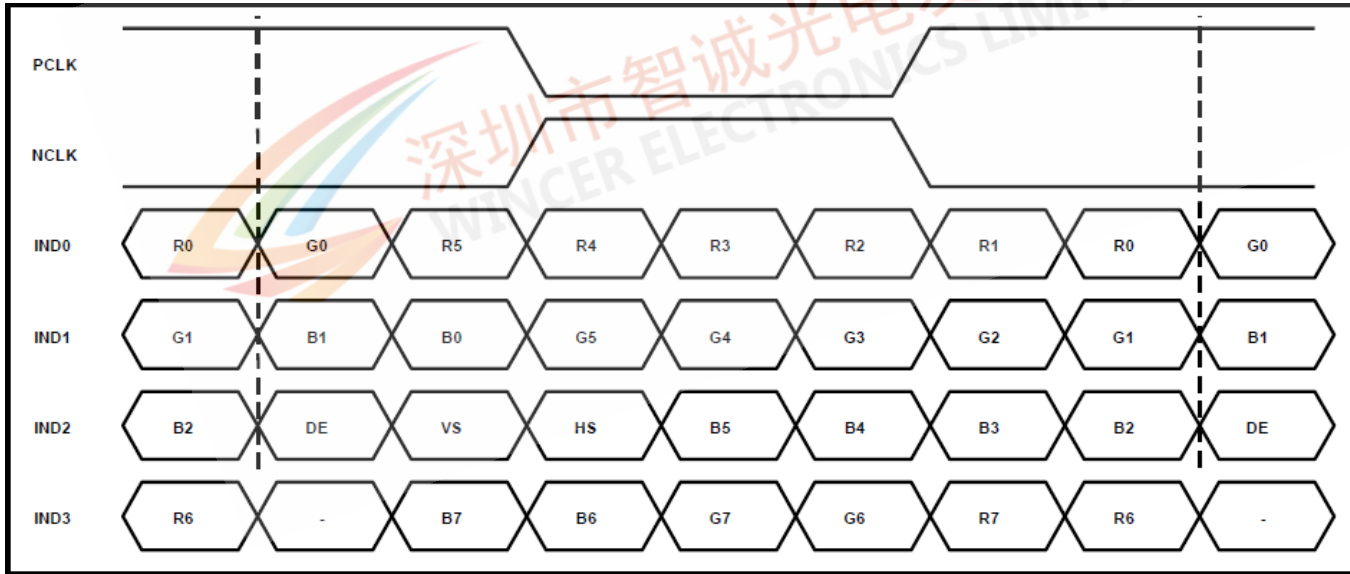 PCLK
NCLK
IND0 R0 G0 R5 R4 R3 R2 R1 R0 G0
IND1 G1 B1 B0 G5 G4 G3 G2 G1 B1
IND2 B2 DE VS HS B5 B4 B3 B2 DE
IND3 R6 - B7 B6 G7 G6 R7 R6 -
深圳市智诚光电
WINCER ELECTRONICS LIMIT